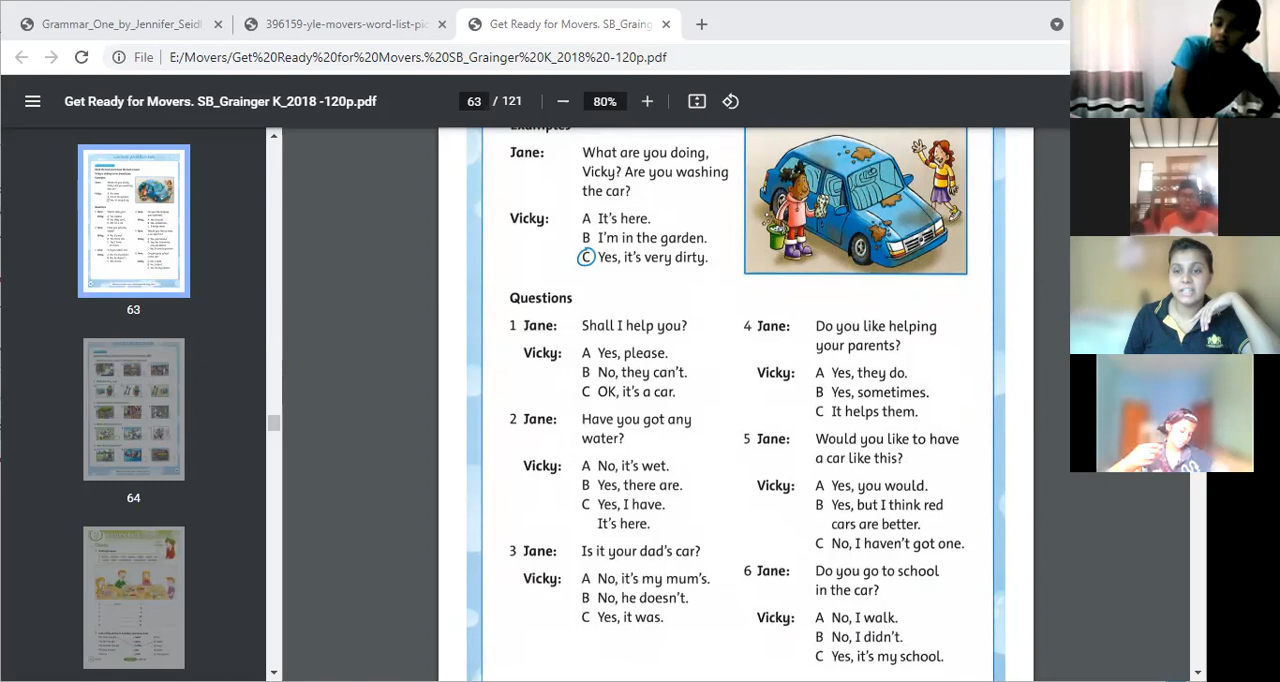 Grammar_One_by_Jennifer_Seidl
396159-yle-movers-word-list-pic
Get Ready for Movers. SB_Grainge
File
E:/Movers/Get%20Ready%20for%20Movers.%20SB_Grainger%20K_2018%20-120p.pdf
Get Ready for Movers. SB_Grainger K_2018 -120p.pdf
63 / 121
80%
63
64
Examples
Jane: What are you doing,
Vicky? Are you washing
the car?
Vicky: A It's here.
B I'm in the garden.
C Yes, it's very dirty.
Questions
1 Jane: Shall I help you?
Vicky: A Yes, please.
B No, they can't.
C OK, it's a car.
2 Jane: Have you got any
water?
Vicky: A No, it's wet.
B Yes, there are.
C Yes, I have.
It's here.
3 Jane: Is it your dad's car?
Vicky: A No, it's my mum's.
B No, he doesn't.
C Yes, it was.
4 Jane: Do you like helping
your parents?
Vicky: A Yes, they do.
B Yes, sometimes.
C It helps them.
5 Jane: Would you like to have
a car like this?
Vicky: A Yes, you would.
B Yes, but I think red
cars are better.
C No, I haven't got one.
6 Jane: Do you go to school
in the car?
Vicky: A No, I walk.
B No, I didn't.
C Yes, it's my school.